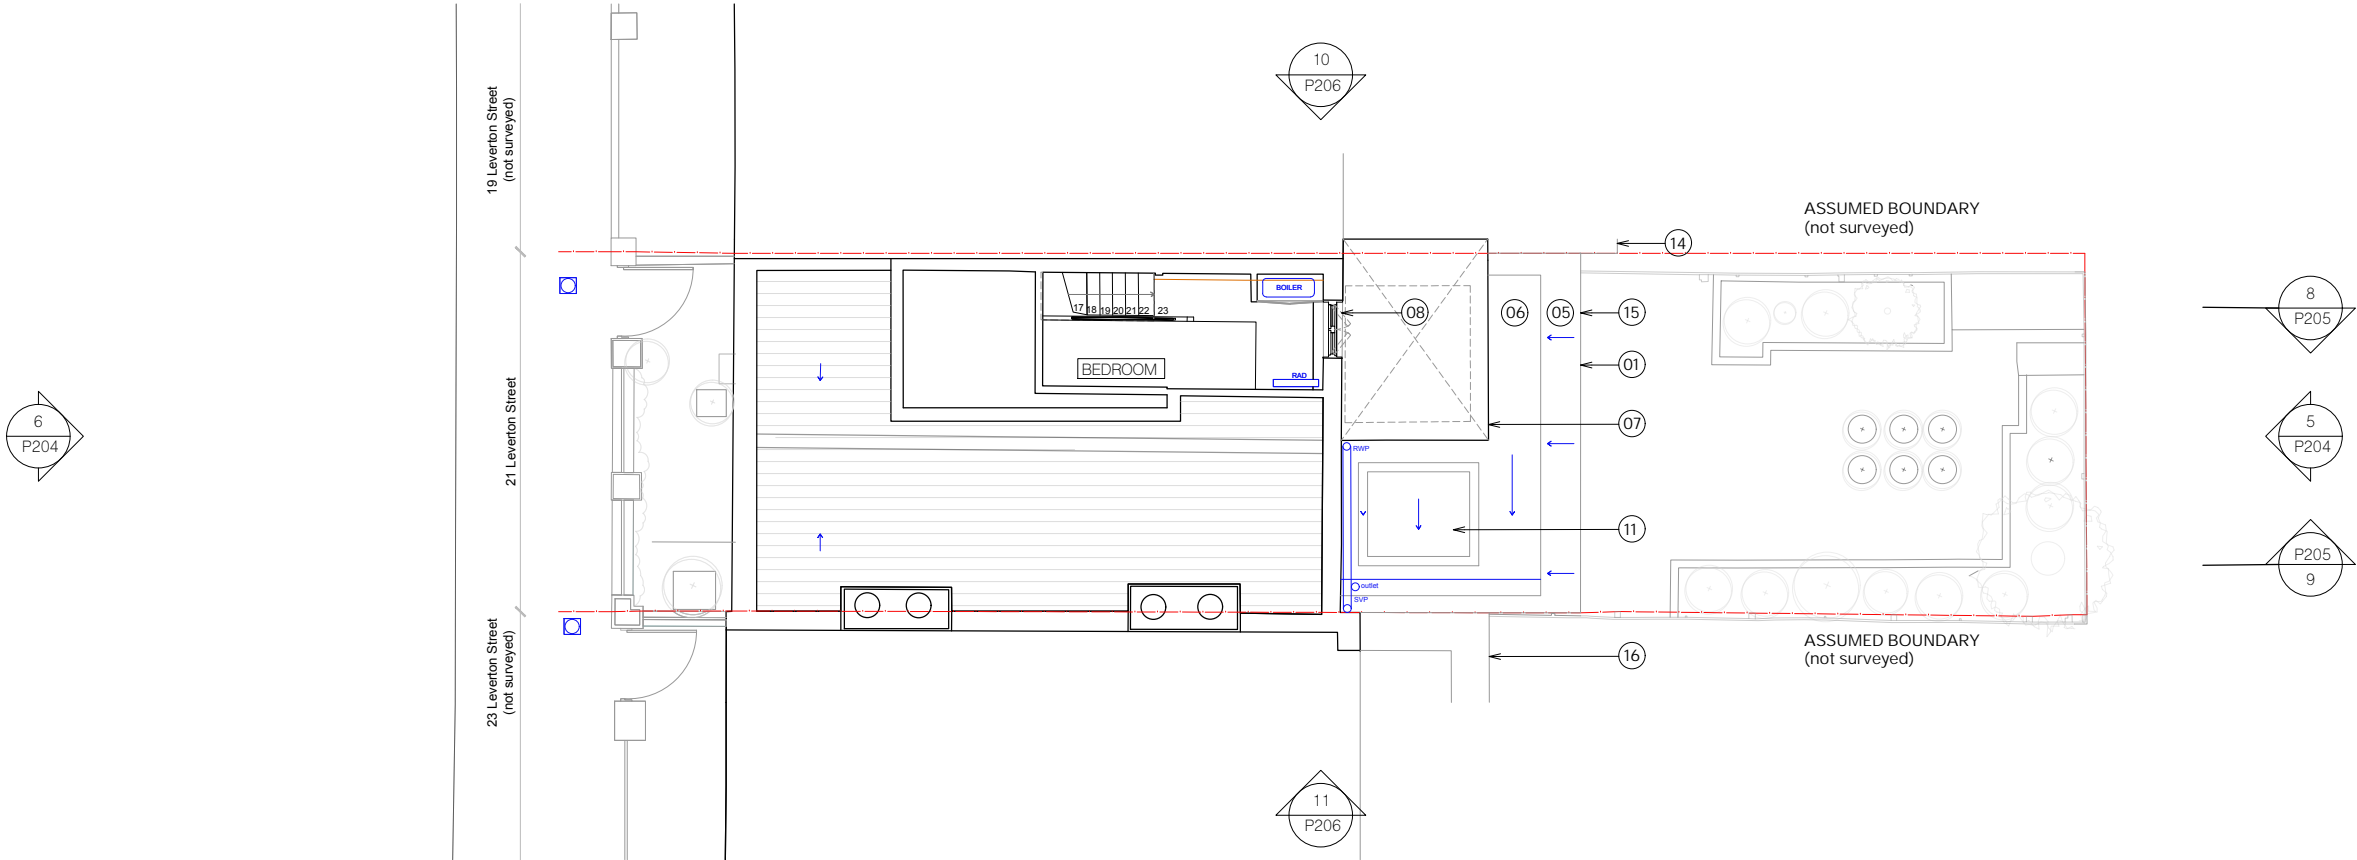 10
P206
19 Leverton Street
(not surveyed)
ASSUMED BOUNDARY
(not surveyed)
14
BOILER
17 18 19 20 21 22 23
08
06
05
15
8
P205
BEDROOM
RAD
01
6
P204
21 Leverton Street
07
5
P204
RWP
11
P205
9
outlet
SVP
23 Leverton Street
(not surveyed)
ASSUMED BOUNDARY
(not surveyed)
16
11
P206